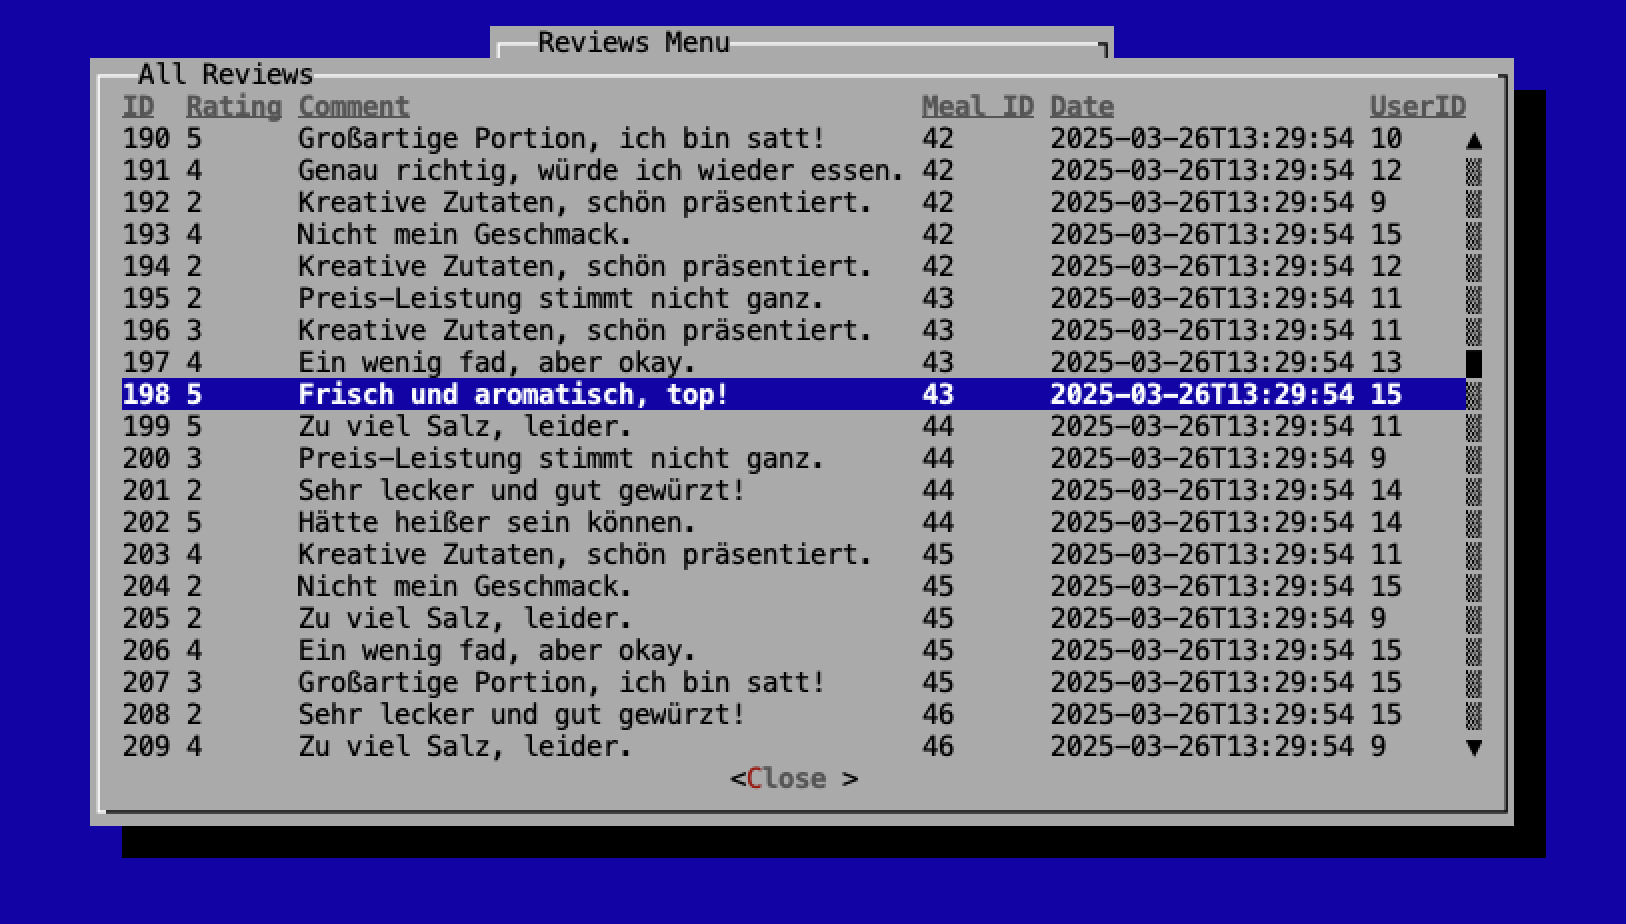 Reviews Menu
All Reviews
ID Rating Comment Meal ID Date UserID
190 5 Großartige Portion, ich bin satt! 42 2025-03-26T13:29:54 10
191 4 Genau richtig, würde ich wieder essen. 42 2025-03-26T13:29:54 12
192 2 Kreative Zutaten, schön präsentiert. 42 2025-03-26T13:29:54 9
193 4 Nicht mein Geschmack. 42 2025-03-26T13:29:54 15
194 2 Kreative Zutaten, schön präsentiert. 42 2025-03-26T13:29:54 12
195 2 Preis-Leistung stimmt nicht ganz. 43 2025-03-26T13:29:54 11
196 3 Kreative Zutaten, schön präsentiert. 43 2025-03-26T13:29:54 11
197 4 Ein wenig fad, aber okay. 43 2025-03-26T13:29:54 13
198 5 Frisch und aromatisch, top! 43 2025-03-26T13:29:54 15
199 5 Zu viel Salz, leider. 44 2025-03-26T13:29:54 11
200 3 Preis-Leistung stimmt nicht ganz. 44 2025-03-26T13:29:54 9
201 2 Sehr lecker und gut gewürzt! 44 2025-03-26T13:29:54 14
202 5 Hätte heißer sein können. 44 2025-03-26T13:29:54 14
203 4 Kreative Zutaten, schön präsentiert. 45 2025-03-26T13:29:54 11
204 2 Nicht mein Geschmack. 45 2025-03-26T13:29:54 15
205 2 Zu viel Salz, leider. 45 2025-03-26T13:29:54 9
206 4 Ein wenig fad, aber okay. 45 2025-03-26T13:29:54 15
207 3 Großartige Portion, ich bin satt! 45 2025-03-26T13:29:54 15
208 2 Sehr lecker und gut gewürzt! 46 2025-03-26T13:29:54 15
209 4 Zu viel Salz, leider. 46 2025-03-26T13:29:54 9
<Close >